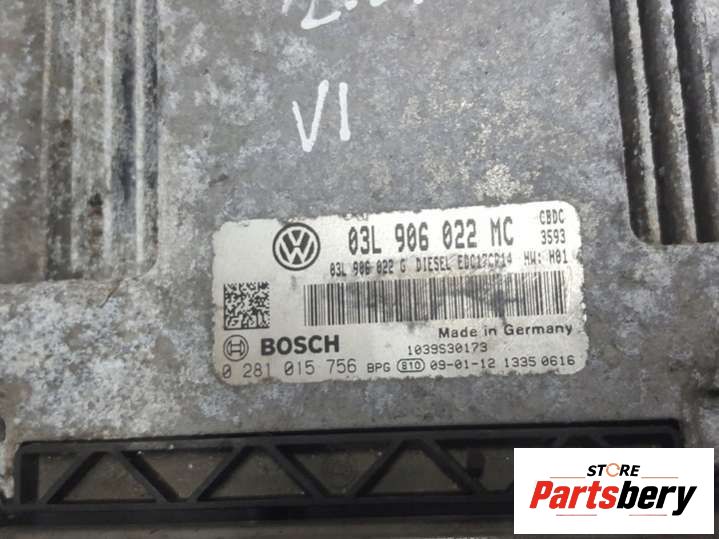 VI
03L 906 022 MC CBDC
3593
03L 906 022 G DIESEL EDC17CP14 HW: H01
Made in Germany
BOSCH 1039S30173
0 281 015 756 BPG 810 09-01-12 1335 0616
STORE
Partsbery